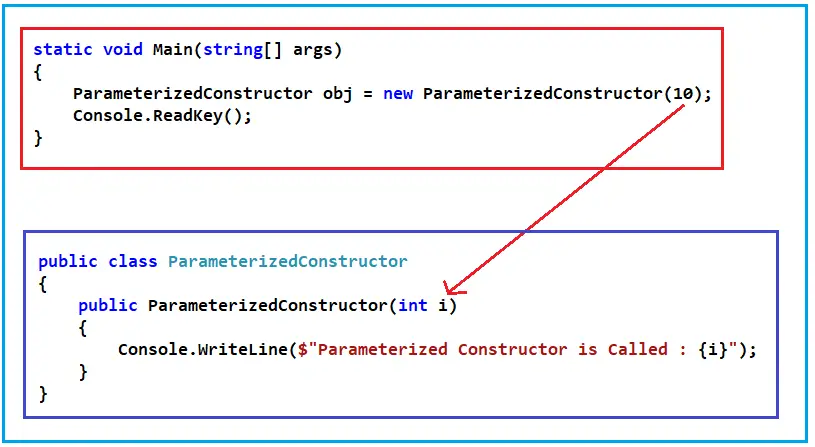 static void Main(string[] args)
{
    ParameterizedConstructor obj = new ParameterizedConstructor(10);
    Console.ReadKey();
}
public class ParameterizedConstructor
{
    public ParameterizedConstructor(int i)
    {
        Console.WriteLine($"Parameterized Constructor is Called : {i}");
    }
}